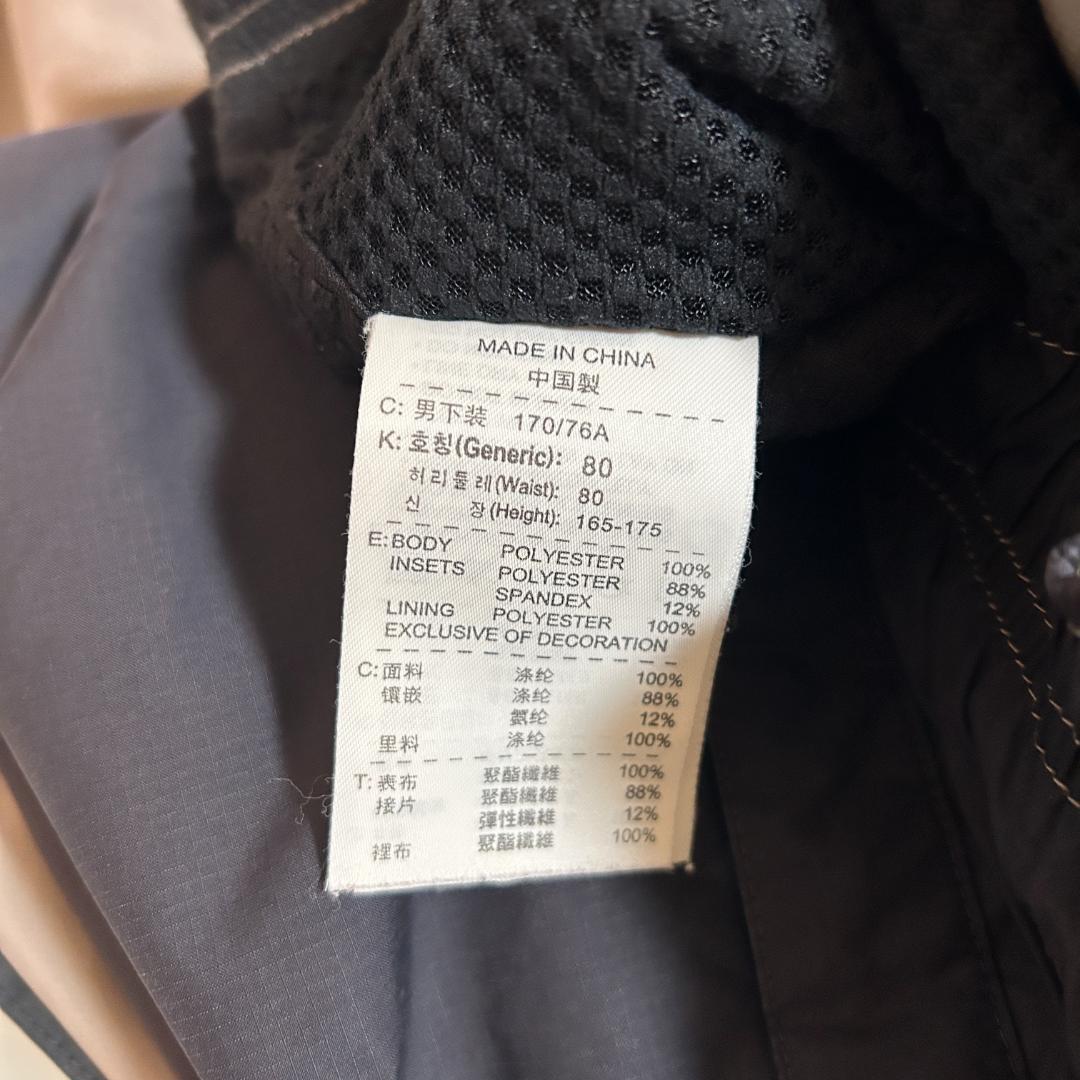 MADE IN CHINA
中国製
C: 男下装 170/76A
K: 호칭(Generic): 80
허리둘레(Waist): 80
신 장(Height): 165-175
E: BODY POLYESTER 100%
INSETS POLYESTER 88%
SPANDEX 12%
LINING POLYESTER 100%
EXCLUSIVE OF DECORATION
C: 面料 涤纶 100%
镶嵌 涤纶 88%
氨纶 12%
里料 涤纶 100%
T: 表布 聚酯纖維 100%
接片 聚酯纖維 88%
彈性纖維 12%
裡布 聚酯纖維 100%